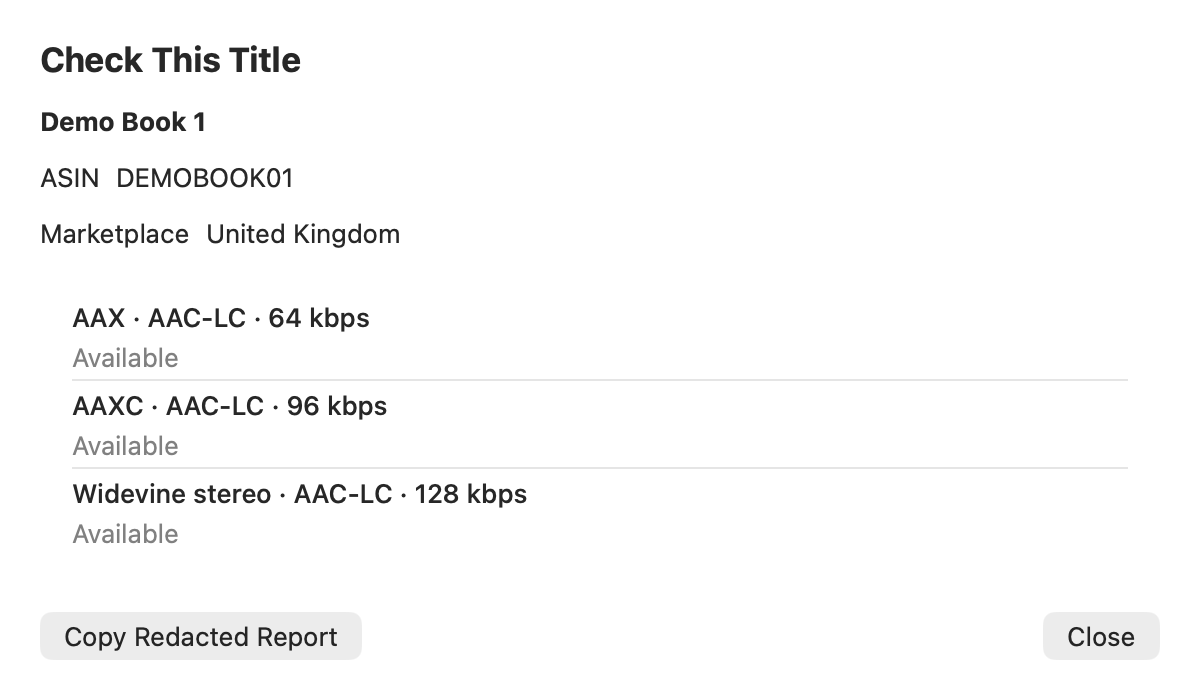 Check This Title
Demo Book 1
ASIN DEMOBOOK01
Marketplace United Kingdom
AAX · AAC-LC · 64 kbps
Available
AAXC · AAC-LC · 96 kbps
Available
Widevine stereo · AAC-LC · 128 kbps
Available
Copy Redacted Report
Close